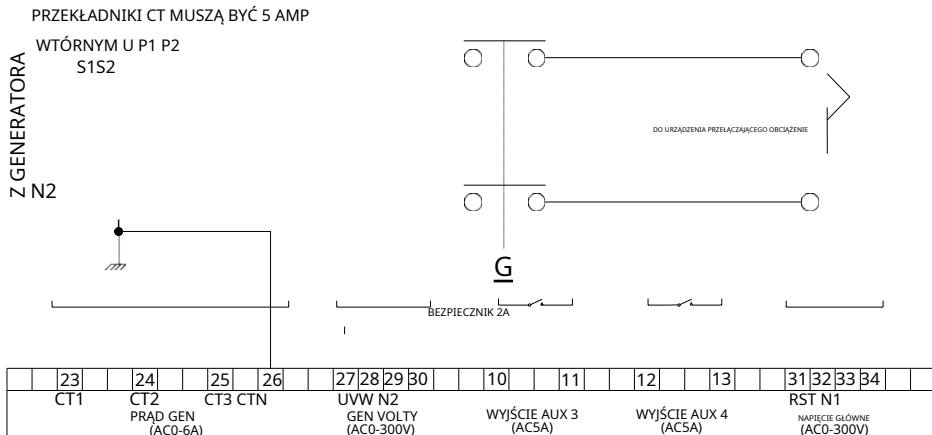 PRZEKŁADNIKI CT MUSZĄ BYĆ 5 AMP
WTÓRNYM U P1 P2
S1S2
Z GENERATORA
N2
DO URZĄDZENIA PRZEŁĄCZAJĄCEGO OBCIĄŻENIE
G
BEZPIECZNIK 2A
23 24 25 26 27 28 29 30 10 11 12 13 31 32 33 34
CT1 CT2 CT3 CTN UVW N2 RST N1
PRĄD GEN GEN VOLTY WYJŚCIE AUX 3 WYJŚCIE AUX 4 NAPIĘCIE GŁÓWNE
(AC0-6A) (AC0-300V) (AC5A) (AC5A) (AC0-300V)